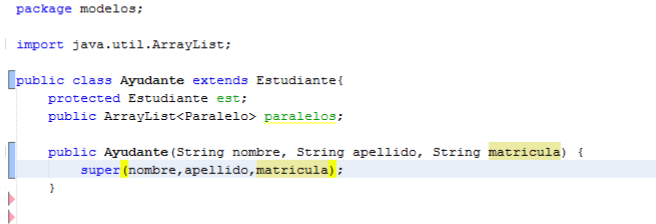 package modelos;
import java.util.ArrayList;
public class Ayudante extends Estudiante{
protected Estudiante est;
public ArrayList<Paralelo> paralelos;
public Ayudante(String nombre, String apellido, String matricula) {
super(nombre,apellido,matricula);
}